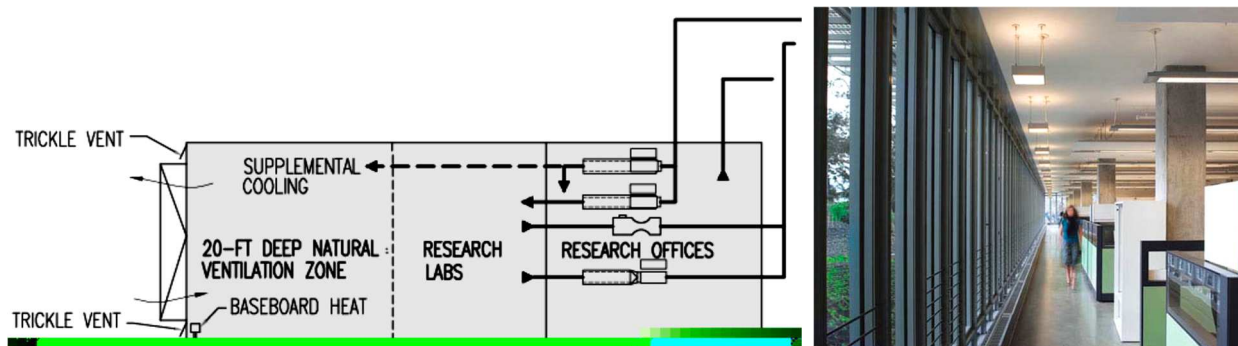 TRICKLE VENT
SUPPLEMENTAL
COOLING
20-FT DEEP NATURAL
VENTILATION ZONE
RESEARCH
LABS
RESEARCH OFFICES
BASEBOARD HEAT
TRICKLE VENT